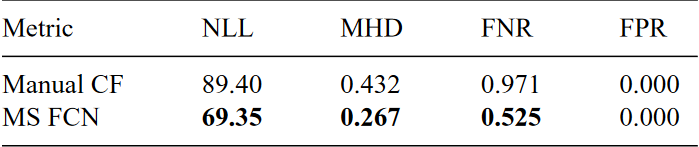 Metric NLL MHD FNR FPR
Manual CF 89.40 0.432 0.971 0.000
MS FCN 69.35 0.267 0.525 0.000